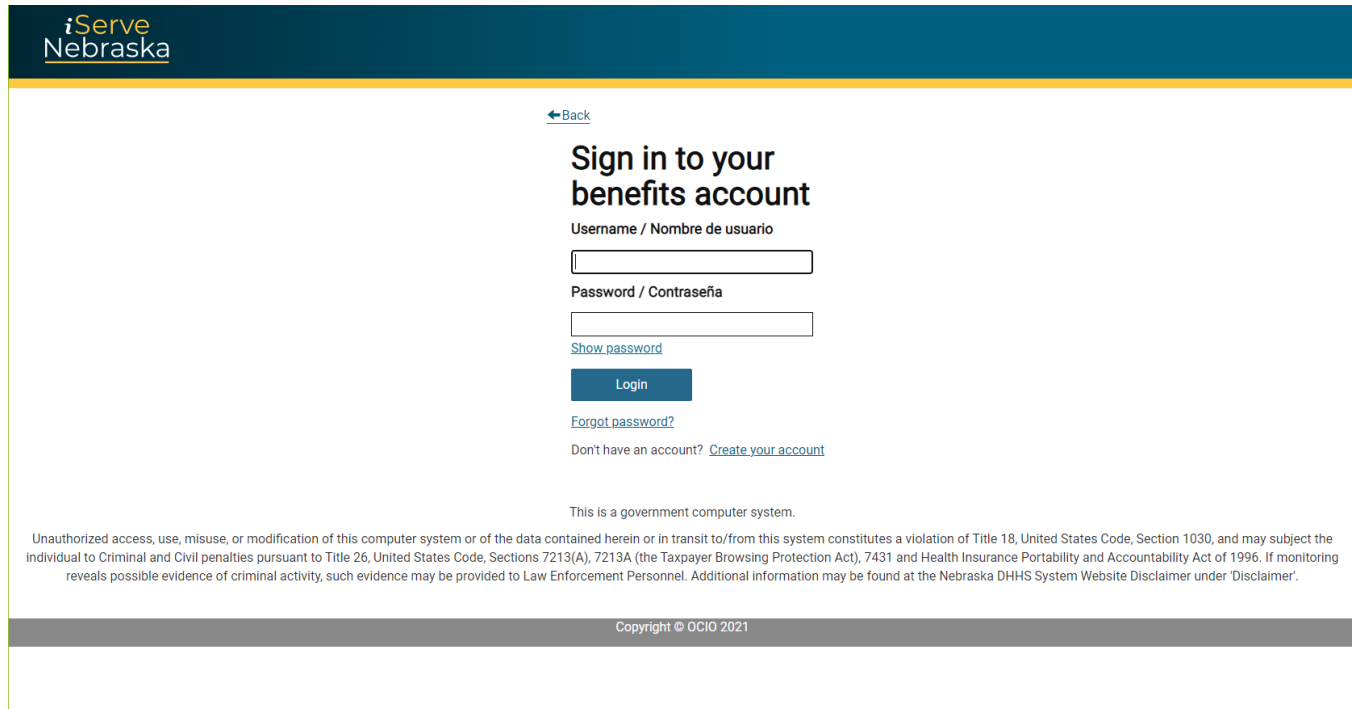 iServe
Nebraska
Back
Sign in to your
benefits account
Username / Nombre de usuario
Password / Contraseña
Show password
Login
Forgot password?
Don't have an account? Create your account
This is a government computer system.
Unauthorized access, use, misuse, or modification of this computer system or of the data contained herein or in transit to/from this system constitutes a violation of Title 18, United States Code, Section 1030, and may subject the
individual to Criminal and Civil penalties pursuant to Title 26, United States Code, Sections 7213(A), 7213A (the Taxpayer Browsing Protection Act), 7431 and Health Insurance Portability and Accountability Act of 1996. If monitoring
reveals possible evidence of criminal activity, such evidence may be provided to Law Enforcement Personnel. Additional information may be found at the Nebraska DHHS System Website Disclaimer under 'Disclaimer'.
Copyright © OCIO 2021